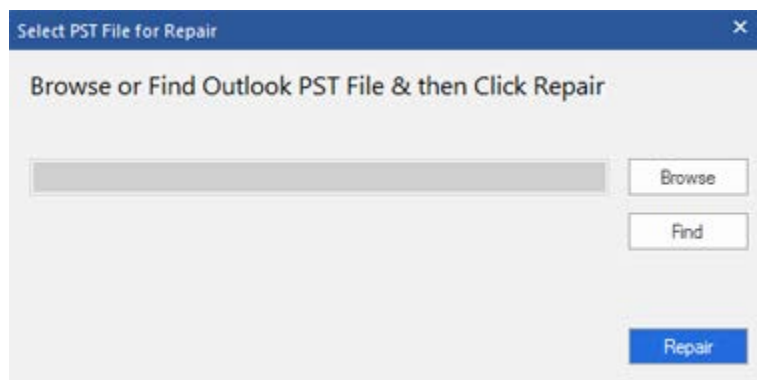 Select PST File for Repair
Browse or Find Outlook PST File & then Click Repair
Browse
Find
Repair